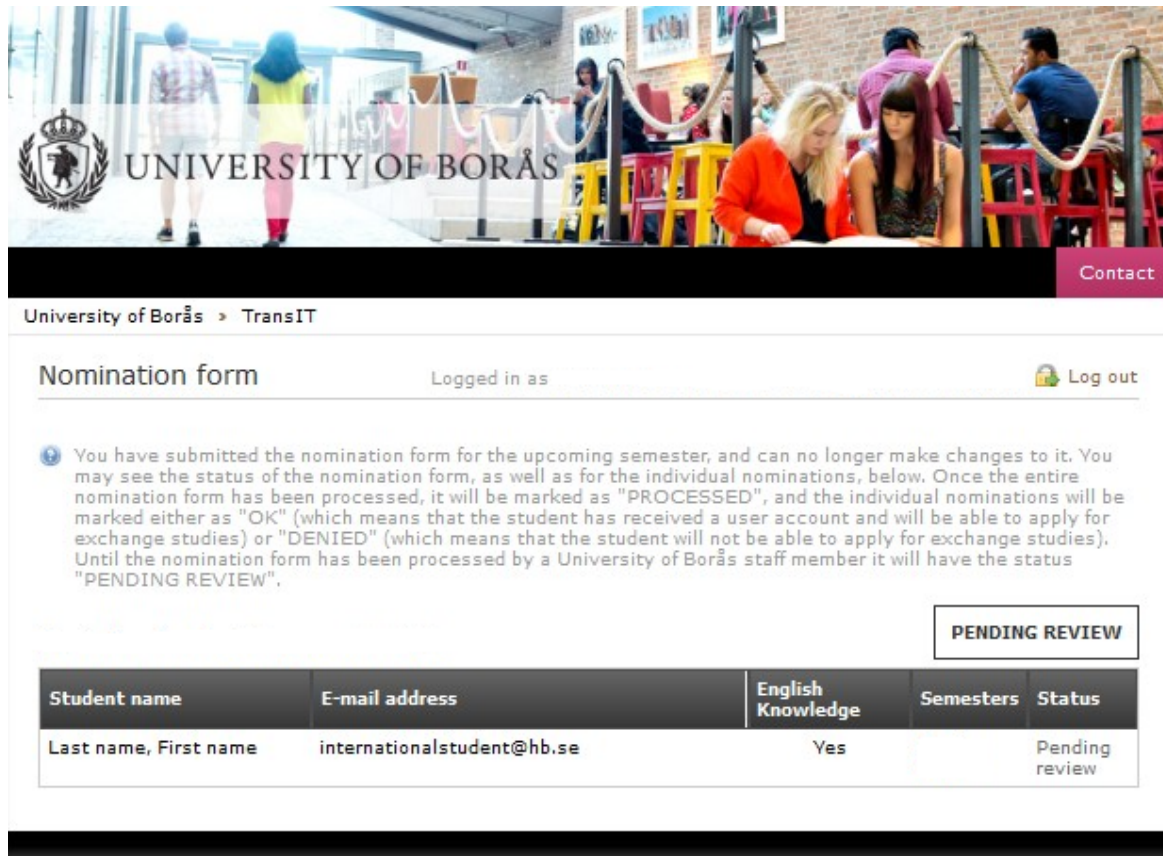 UNIVERSITY OF BORÅS
Contact
University of Borås » TransIT
Nomination form
Logged in as
Log out
You have submitted the nomination form for the upcoming semester, and can no longer make changes to it. You
may see the status of the nomination form, as well as for the individual nominations, below. Once the entire
nomination form has been processed, it will be marked as "PROCESSED", and the individual nominations will be
marked either as "OK" (which means that the student has received a user account and will be able to apply for
exchange studies) or "DENIED" (which means that the student will not be able to apply for exchange studies).
Until the nomination form has been processed by a University of Borås staff member it will have the status
"PENDING REVIEW".
PENDING REVIEW
Student name E-mail address English Knowledge Semesters Status
Last name, First name internationalstudent@hb.se Yes Pending review